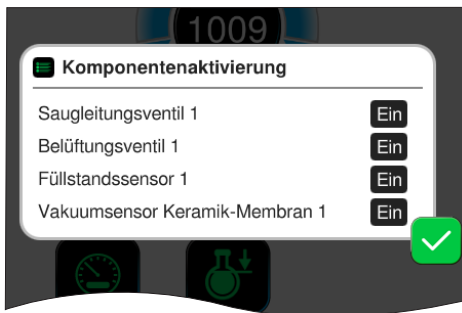 1009
Komponentenaktivierung
Saugleitungsventil 1 Ein
Belüftungsventil 1 Ein
Füllstandssensor 1 Ein
Vakuumsensor Keramik-Membran 1 Ein